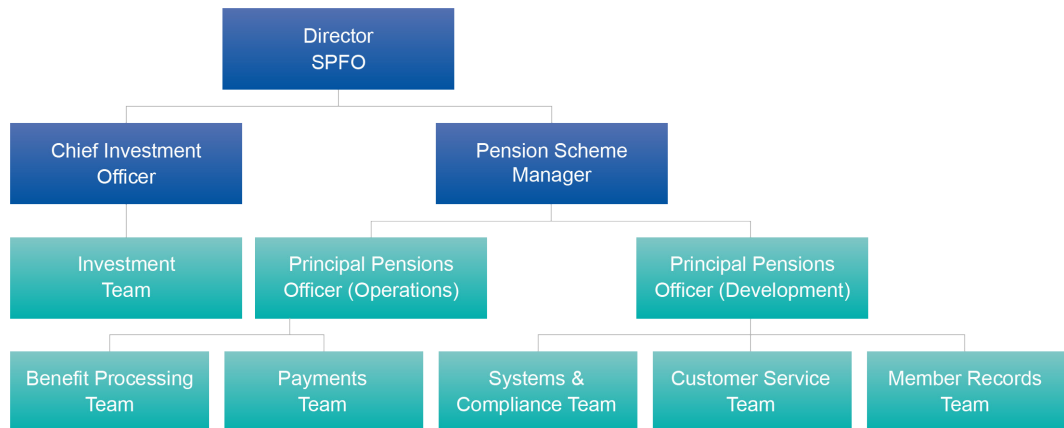 Director
SPFO
Chief Investment
Officer
Pension Scheme
Manager
Investment
Team
Principal Pensions
Officer (Operations)
Principal Pensions
Officer (Development)
Benefit Processing
Team
Payments
Team
Systems &
Compliance Team
Customer Service
Team
Member Records
Team